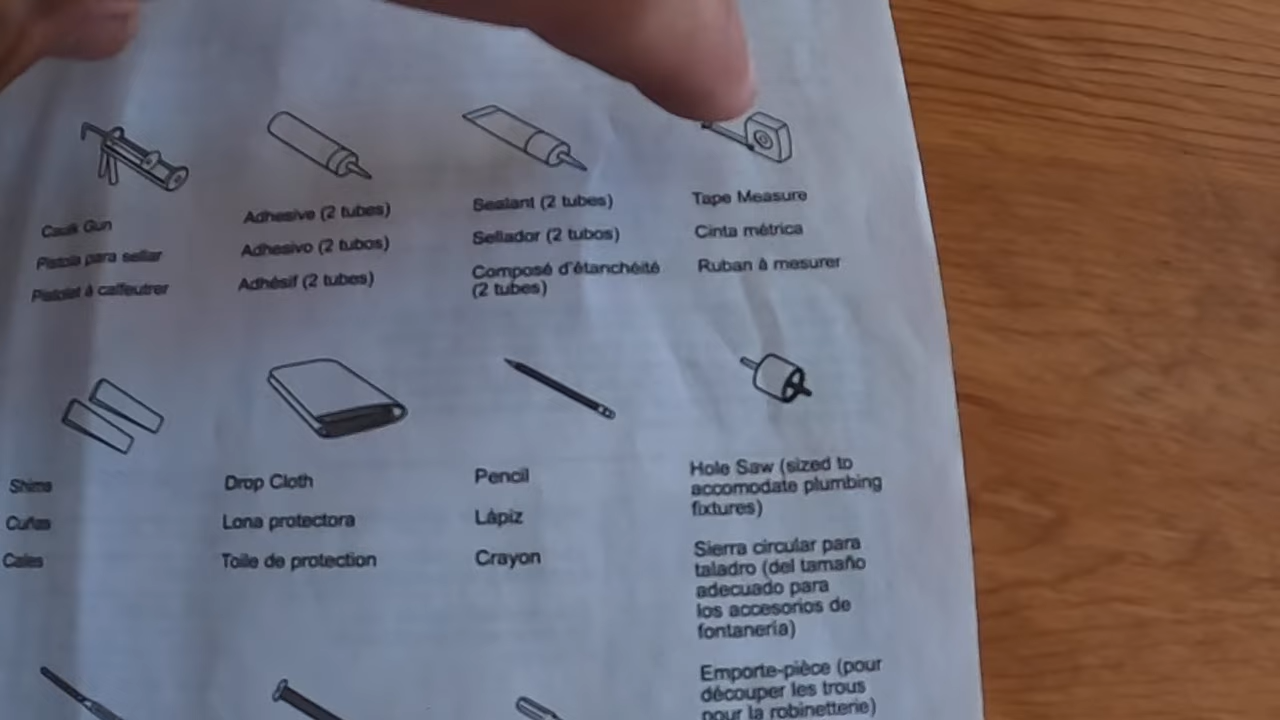 Caulk Gun
Pistola para sellar
Pistolet à calfeutrer
Adhesive (2 tubes)
Adhesivo (2 tubos)
Adhésif (2 tubes)
Sealant (2 tubes)
Sellador (2 tubos)
Composé d'étanchéité
(2 tubes)
Tape Measure
Cinta métrica
Ruban à mesurer
Shims
Cuñas
Cales
Drop Cloth
Lona protectora
Toile de protection
Pencil
Lápiz
Crayon
Hole Saw (sized to
accomodate plumbing
fixtures)
Sierra circular para
taladro (del tamaño
adecuado para
los accesorios de
fontanería)
Emporte-pièce (pour
découper les trous
pour la robinetterie)